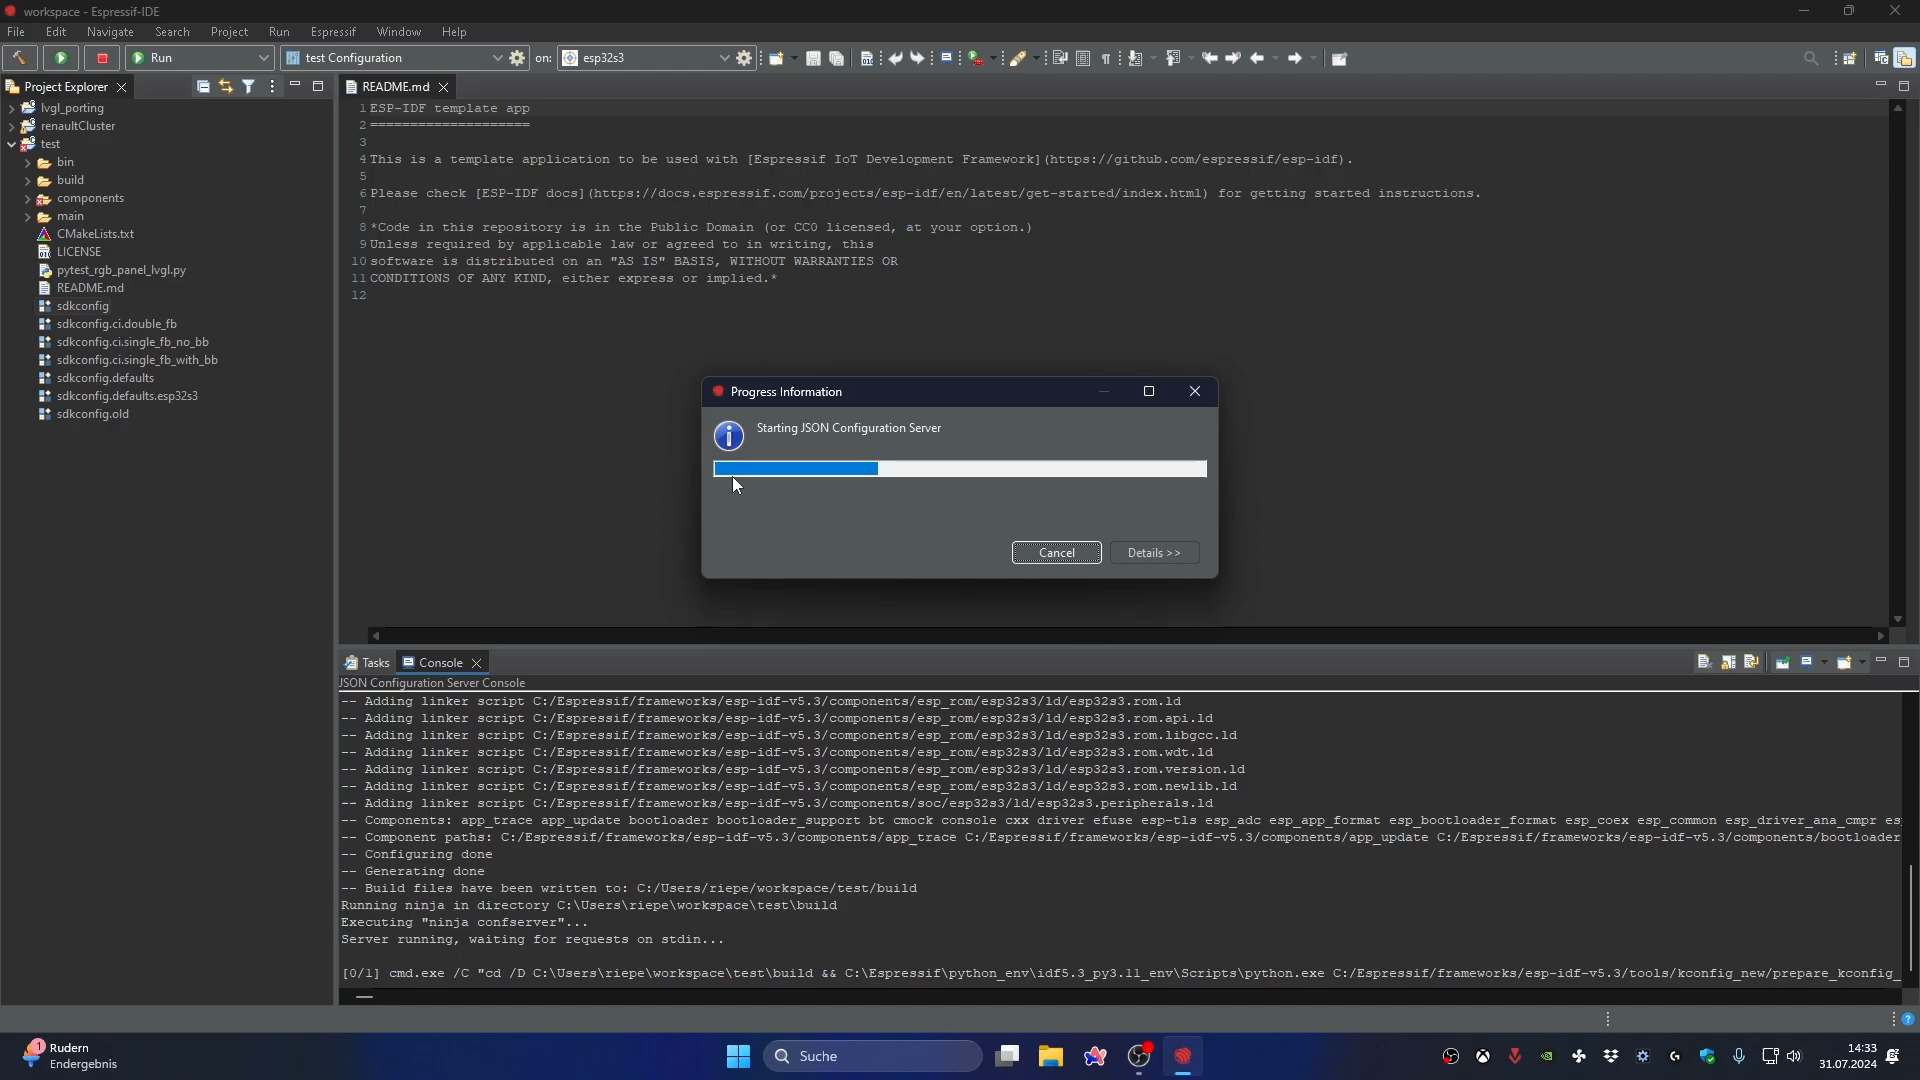 workspace - Espressif-IDE
File Edit Navigate Search Project Run Espressif Window Help
Run test Configuration on: esp32s3
Project Explorer
README.md
lvgl_porting
renaultCluster
test
bin
build
components
main
CMakeLists.txt
LICENSE
pytest_rgb_panel_lvgl.py
README.md
sdkconfig
sdkconfig.ci.double_fb
sdkconfig.ci.single_fb_no_bb
sdkconfig.ci.single_fb_with_bb
sdkconfig.defaults
sdkconfig.defaults.esp32s3
sdkconfig.old
1 ESP-IDF template app
2 ====================
3
4 This is a template application to be used with [Espressif IoT Development Framework](https://github.com/espressif/esp-idf).
5
6 Please check [ESP-IDF docs](https://docs.espressif.com/projects/esp-idf/en/latest/get-started/index.html) for getting started instructions.
7
8 *Code in this repository is in the Public Domain (or CC0 licensed, at your option.)
9 Unless required by applicable law or agreed to in writing, this
10 software is distributed on an "AS IS" BASIS, WITHOUT WARRANTIES OR
11 CONDITIONS OF ANY KIND, either express or implied.*
12
Progress Information
Starting JSON Configuration Server
Cancel Details >>
Tasks Console
JSON Configuration Server Console
-- Adding linker script C:/Espressif/frameworks/esp-idf-v5.3/components/esp_rom/esp32s3/ld/esp32s3.rom.ld
-- Adding linker script C:/Espressif/frameworks/esp-idf-v5.3/components/esp_rom/esp32s3/ld/esp32s3.rom.api.ld
-- Adding linker script C:/Espressif/frameworks/esp-idf-v5.3/components/esp_rom/esp32s3/ld/esp32s3.rom.libgcc.ld
-- Adding linker script C:/Espressif/frameworks/esp-idf-v5.3/components/esp_rom/esp32s3/ld/esp32s3.rom.wdt.ld
-- Adding linker script C:/Espressif/frameworks/esp-idf-v5.3/components/esp_rom/esp32s3/ld/esp32s3.rom.version.ld
-- Adding linker script C:/Espressif/frameworks/esp-idf-v5.3/components/esp_rom/esp32s3/ld/esp32s3.rom.newlib.ld
-- Adding linker script C:/Espressif/frameworks/esp-idf-v5.3/components/soc/esp32s3/ld/esp32s3.peripherals.ld
-- Components: app_trace app_update bootloader bootloader_support bt cmock console cxx driver efuse esp-tls esp_adc esp_app_format esp_bootloader_format esp_coex esp_common esp_driver_ana_cmpr es
-- Component paths: C:/Espressif/frameworks/esp-idf-v5.3/components/app_trace C:/Espressif/frameworks/esp-idf-v5.3/components/app_update C:/Espressif/frameworks/esp-idf-v5.3/components/bootloader
-- Configuring done
-- Generating done
-- Build files have been written to: C:/Users/riepe/workspace/test/build
Running ninja in directory C:\Users\riepe\workspace\test\build
Executing "ninja confserver"...
Server running, waiting for requests on stdin...
[0/1] cmd.exe /C "cd /D C:\Users\riepe\workspace\test\build && C:\Espressif\python_env\idf5.3_py3.11_env\Scripts\python.exe C:/Espressif/frameworks/esp-idf-v5.3/tools/kconfig_new/prepare_kconfig_
1 Rudern
Endergebnis
Suche
14:33
31.07.2024